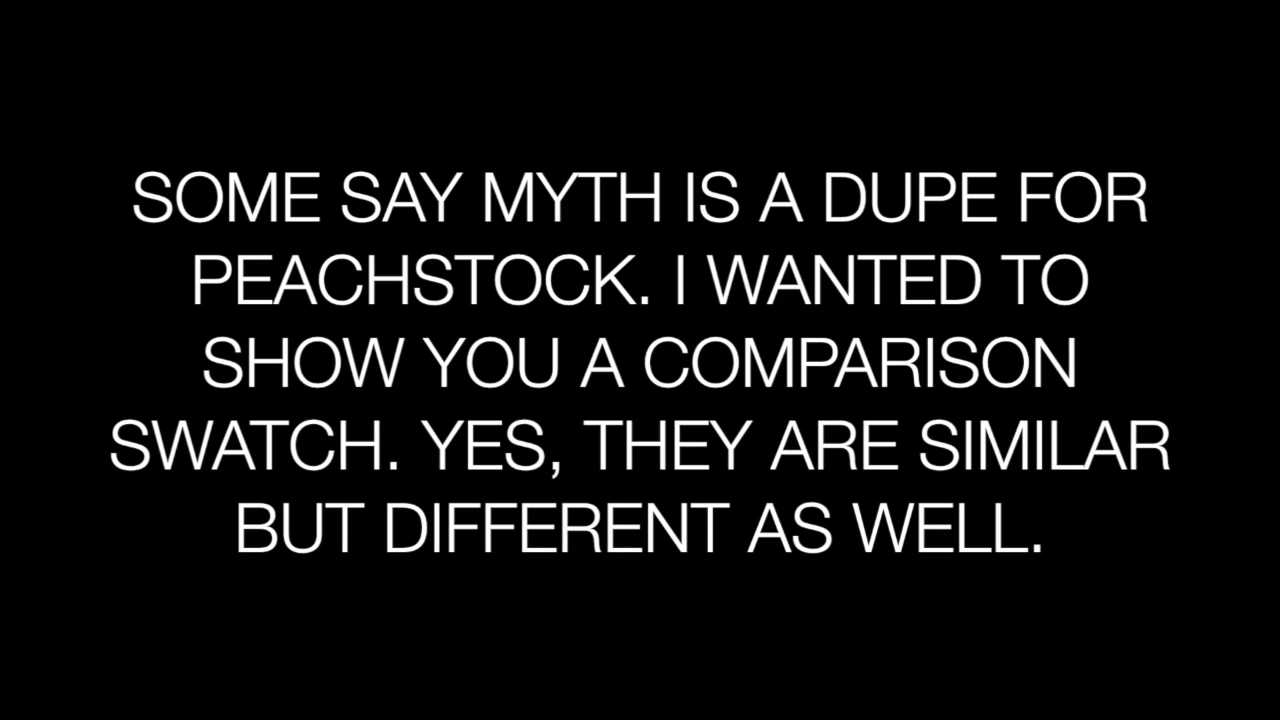 SOME SAY MYTH IS A DUPE FOR
PEACHSTOCK. I WANTED TO
SHOW YOU A COMPARISON
SWATCH. YES, THEY ARE SIMILAR
BUT DIFFERENT AS WELL.